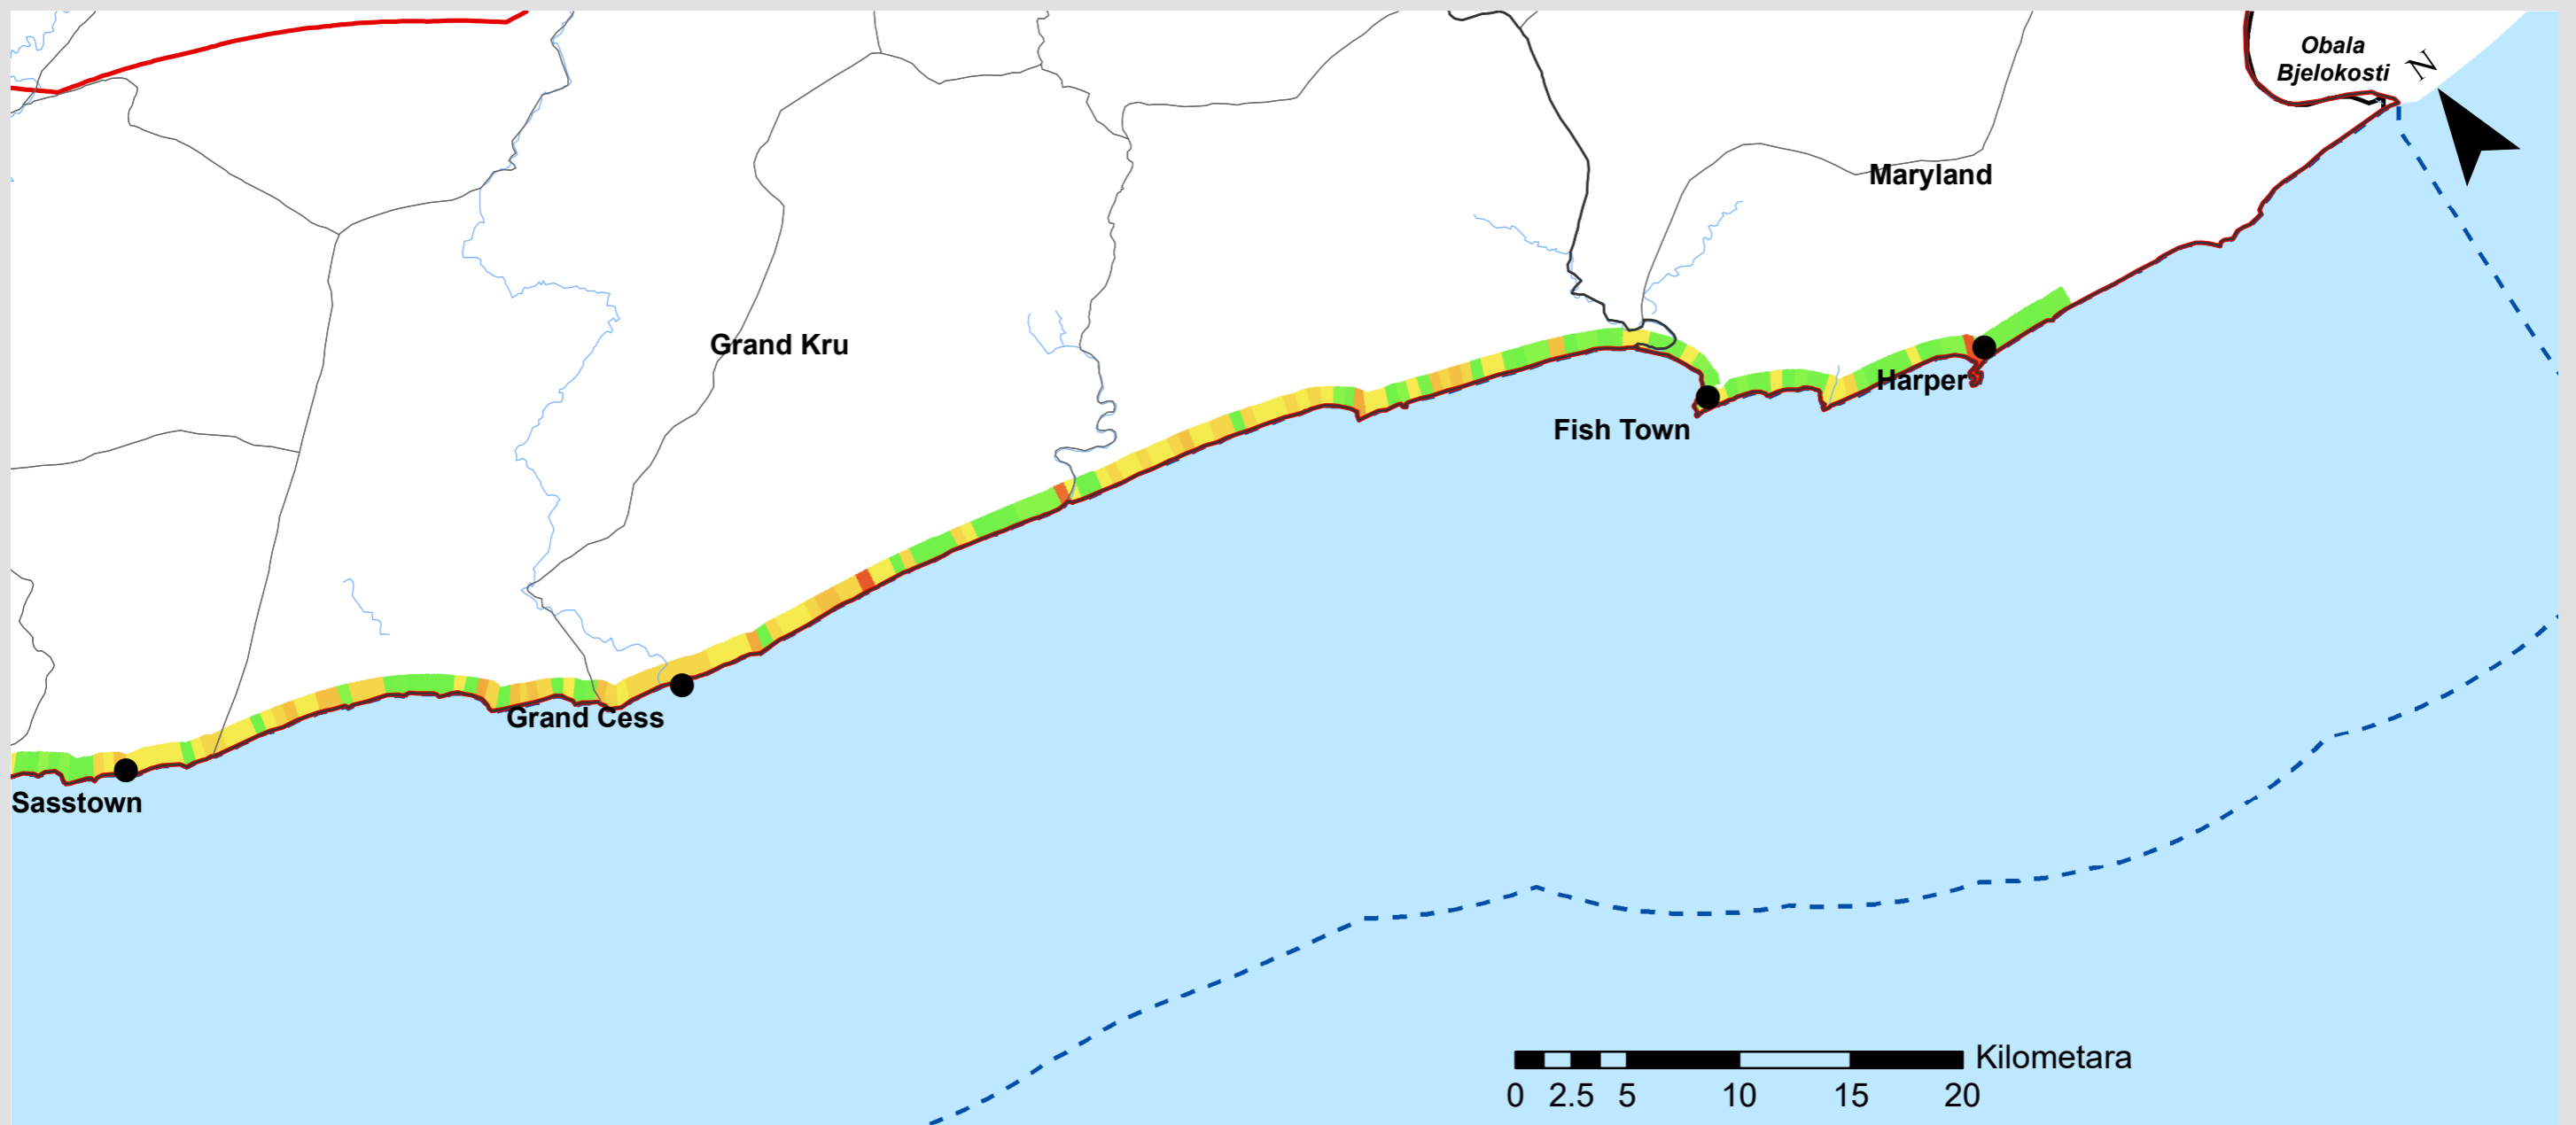 Obala
Bjelokosti
N
Maryland
Grand Kru
Harper
Fish Town
Grand Cess
Sasstown
Kilometara
0 2.5 5 10 15 20